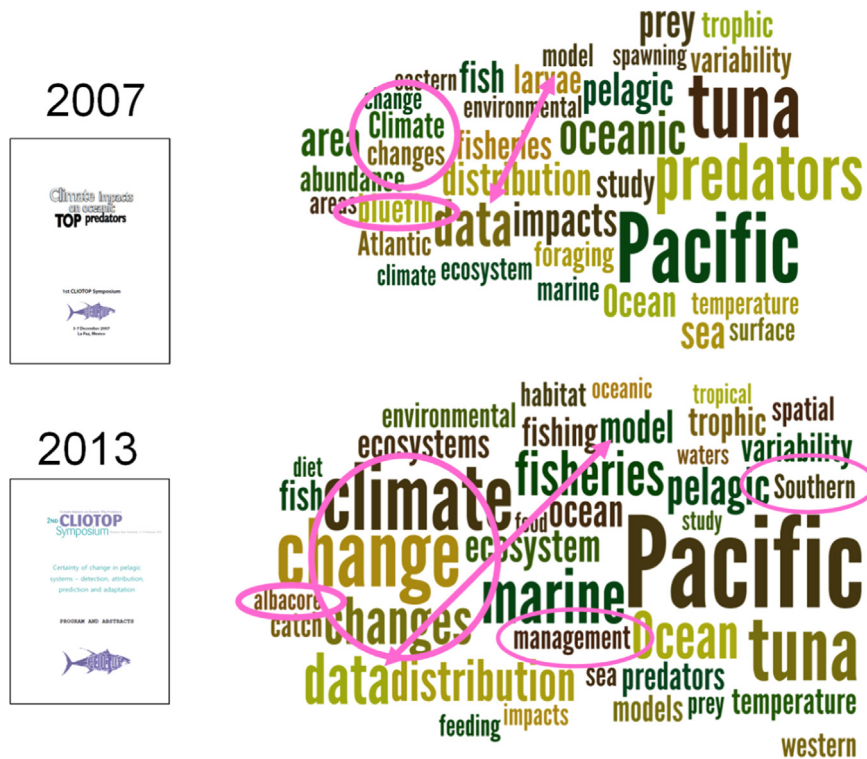 2007
Climate impacts
on oceanic
TOP predators
1st CLIOTOP Symposium
3-7 December 2007
La Paz, Mexico
prey trophic
model spawning variability
eastern fish larvae pelagic tuna
change environmental
Climate oceanic
area changes fisheries
abundance distribution study predators
areas bluefin data impacts Pacific
Atlantic foraging
climate ecosystem
marine Ocean temperature
sea surface
2013
2ND CLIOTOP
Symposium
Certainty of change in pelagic
systems – detection, attribution,
prediction and adaptation
PROGRAM AND ABSTRACTS
habitat oceanic tropical
environmental fishing model trophic spatial
ecosystems waters variability
diet fisheries pelagic Southern
fish climate food ocean study
change ecosystem Pacific
albacore marine
catch changes management Ocean tuna
data distribution sea predators
models prey temperature
feeding impacts
western